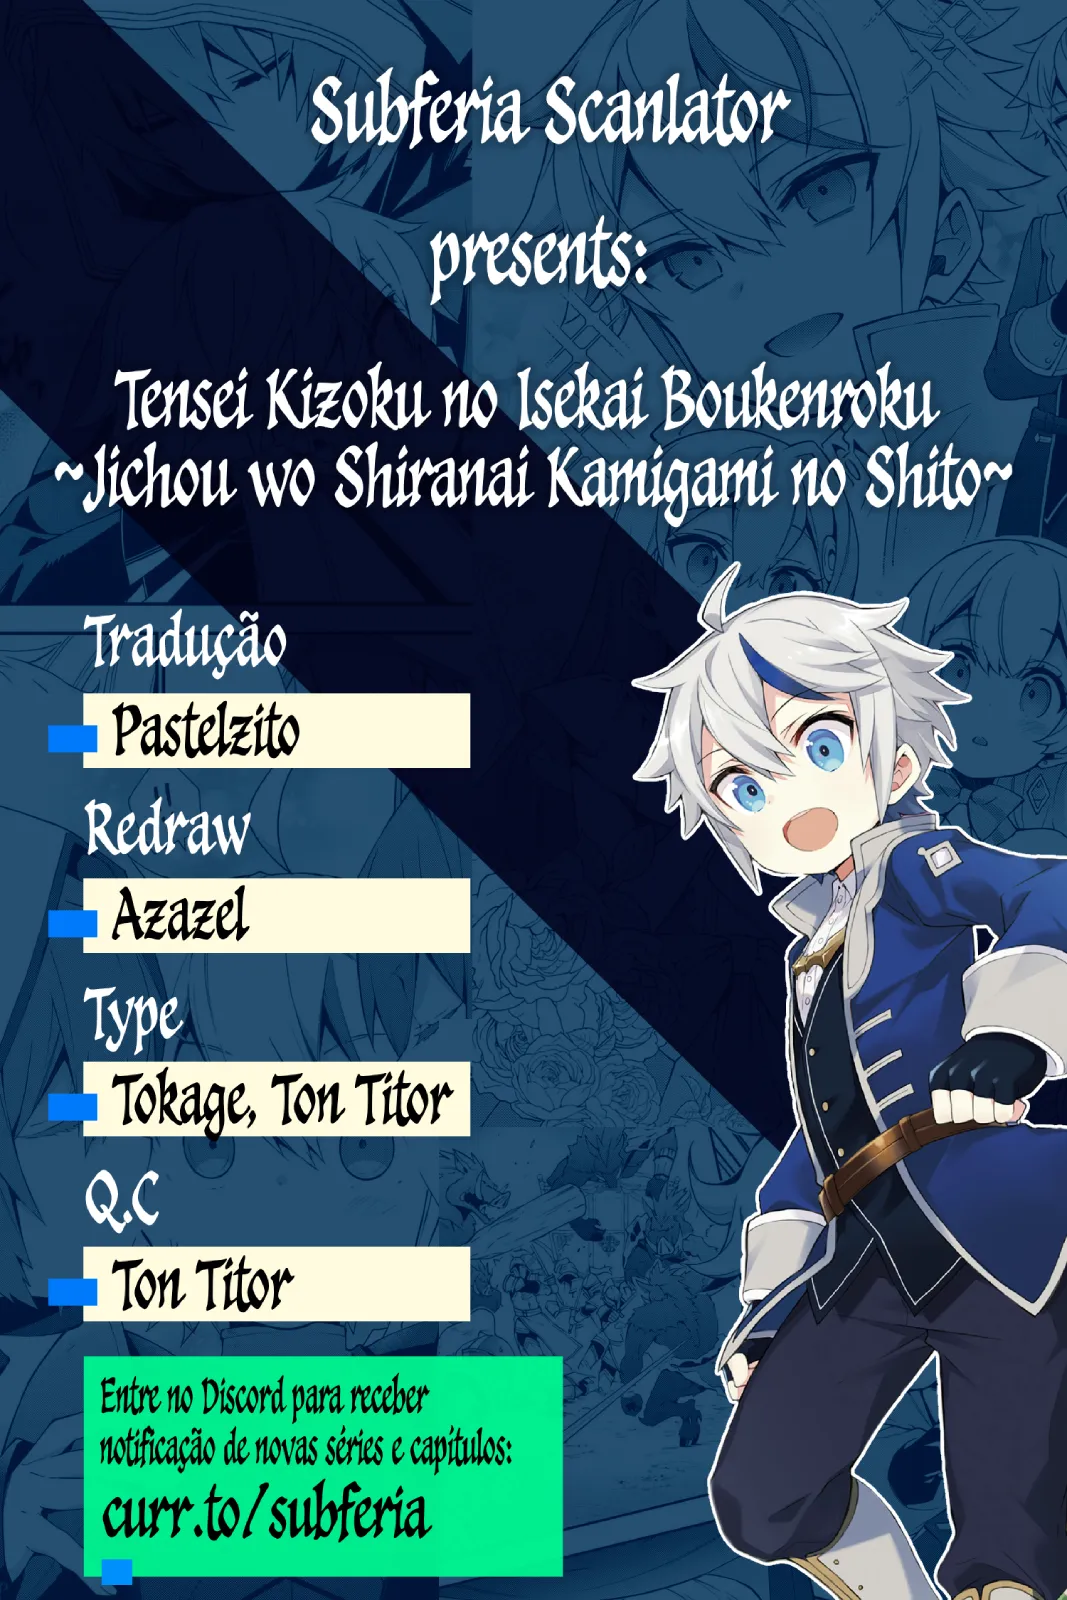 Subferia Scanlator
presents:
Tensei Kizoku no Isekai Boukenroku
~Jichou wo Shiranai Kamigami no Shito~
Tradução
Pastelzito
Redraw
Azazel
Type
Tokage, Ton Titor
Q.C
Ton Titor
Entre no Discord para receber
notificação de novas séries e capítulos:
curr.to/subferia